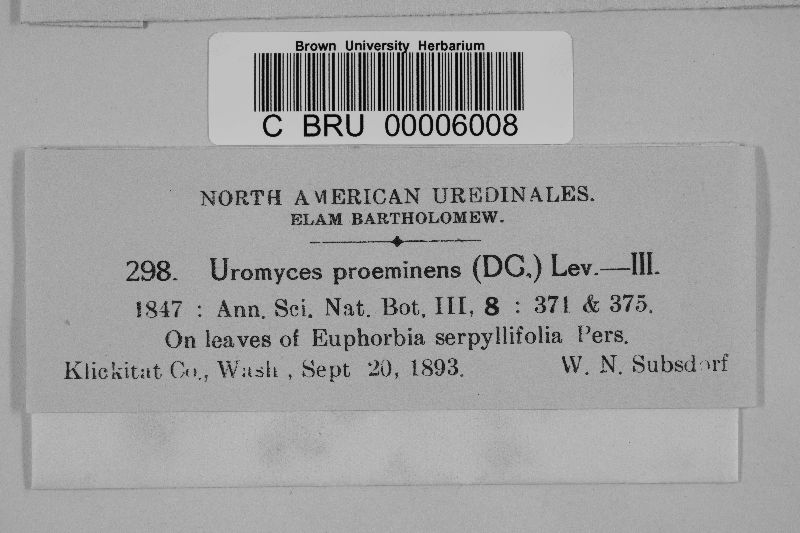 Brown University Herbarium
C BRU 00006008
NORTH AMERICAN UREDINALES.
ELAM BARTHOLOMEW.
298. Uromyces proeminens (DC.) Lev.—III.
1847 : Ann. Sci. Nat. Bot. III, 8 : 371 & 375.
On leaves of Euphorbia serpyllifolia Pers.
Klickitat Co., Wash., Sept 20, 1893. W. N. Subsdorf